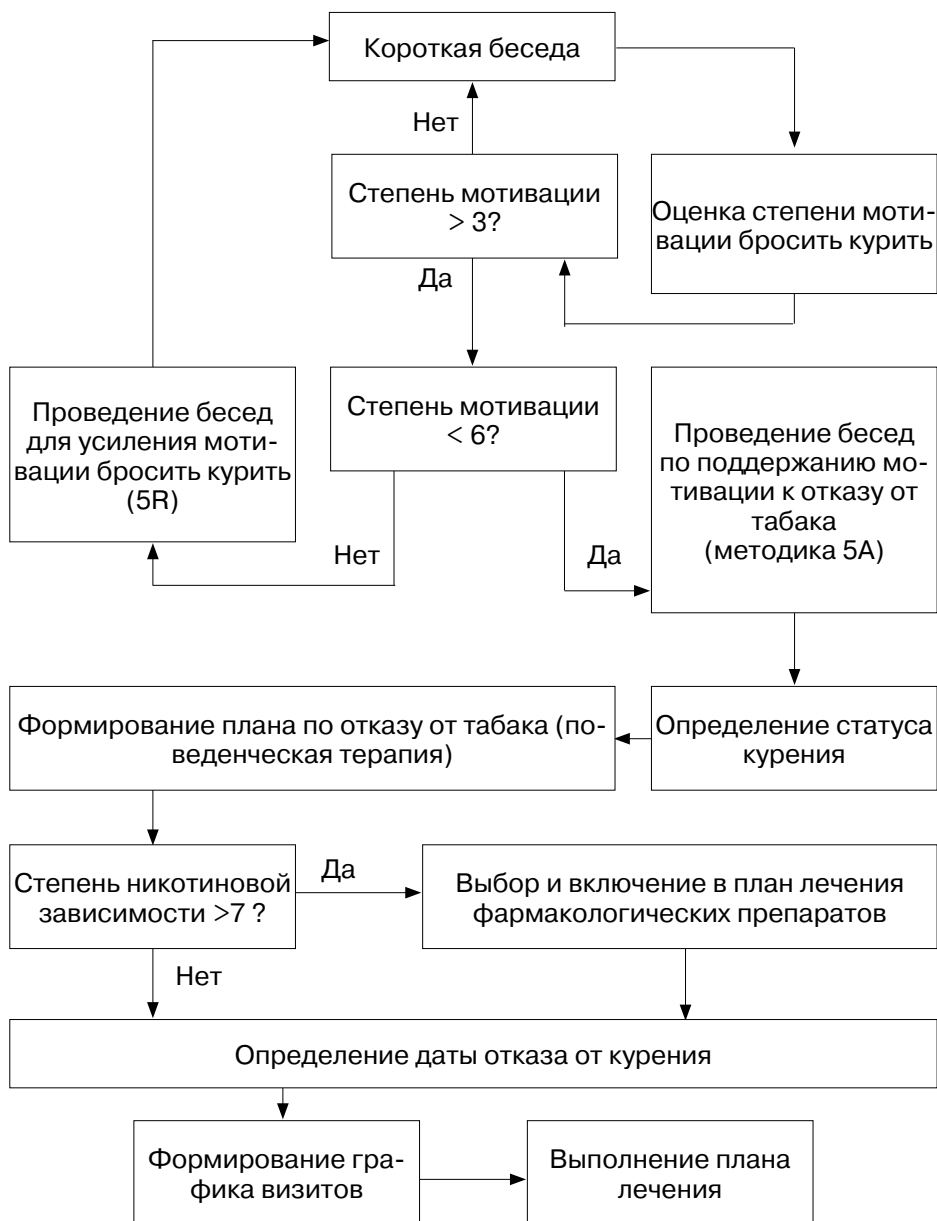 Короткая беседа
Нет
Степень мотивации
> 3?
Оценка степени моти-
вации бросить курить
Да
Проведение бесед
для усиления моти-
вации бросить курить
(5R)
Степень мотивации
< 6?
Проведение бесед
по поддержанию мо-
тивации к отказу от
табака
(методика 5А)
Нет
Да
Формирование плана по отказу от табака (по-
веденческая терапия)
Определение статуса
курения
Степень никотиновой
зависимости >7 ?
Да
Выбор и включение в план лечения
фармакологических препаратов
Нет
Определение даты отказа от курения
Формирование гра-
фика визитов
Выполнение плана
лечения